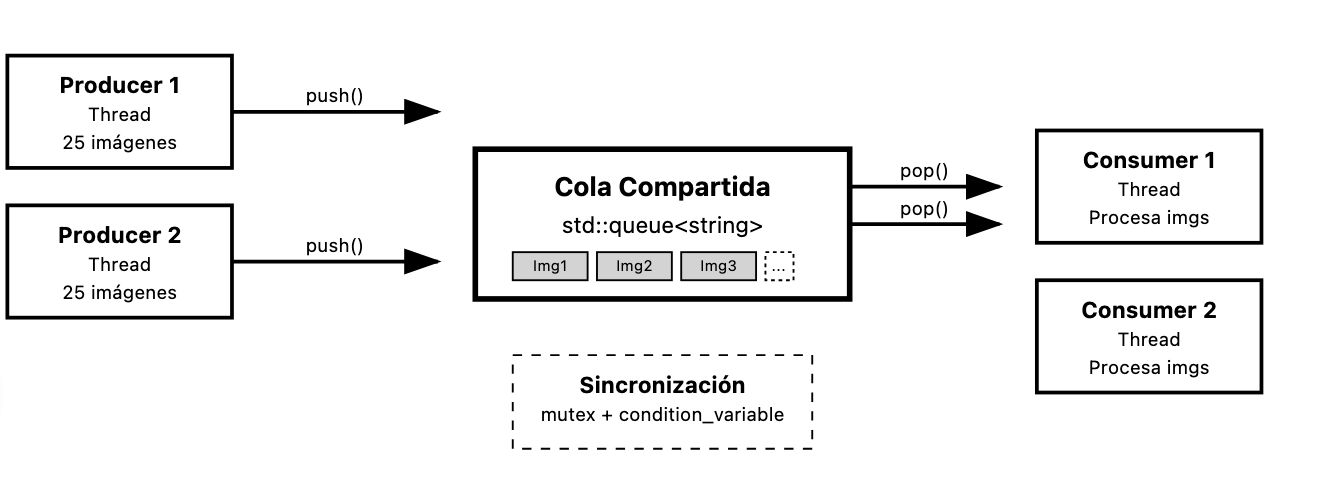 Producer 1
Thread
25 imágenes
push()
Producer 2
Thread
25 imágenes
push()
Cola Compartida
std::queue<string>
Img1 Img2 Img3 ...
Sincronización
mutex + condition_variable
pop()
pop()
Consumer 1
Thread
Procesa imgs
Consumer 2
Thread
Procesa imgs